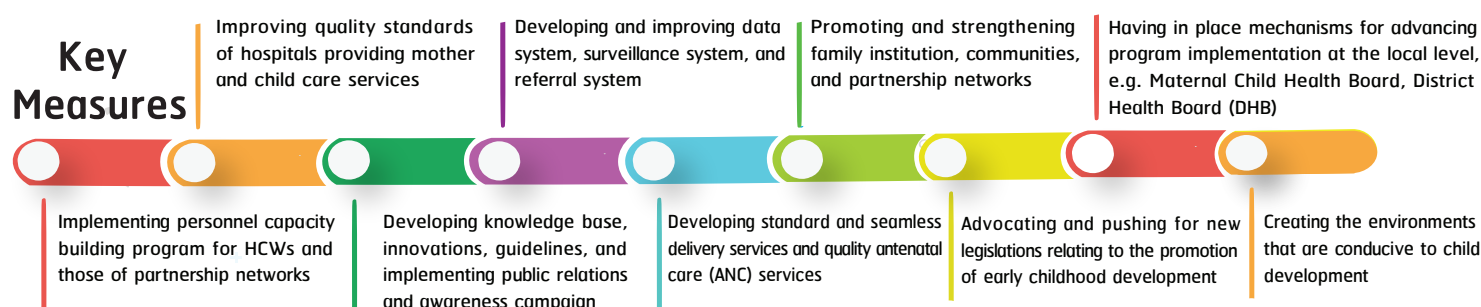 Key
Measures
Improving quality standards
of hospitals providing mother
and child care services
Developing and improving data
system, surveillance system, and
referral system
Promoting and strengthening
family institution, communities,
and partnership networks
Having in place mechanisms for advancing
program implementation at the local level,
e.g. Maternal Child Health Board, District
Health Board (DHB)
Implementing personnel capacity
building program for HCWs and
those of partnership networks
Developing knowledge base,
innovations, guidelines, and
implementing public relations
and awareness campaign
Developing standard and seamless
delivery services and quality antenatal
care (ANC) services
Advocating and pushing for new
legislations relating to the promotion
of early childhood development
Creating the environments
that are conducive to child
development